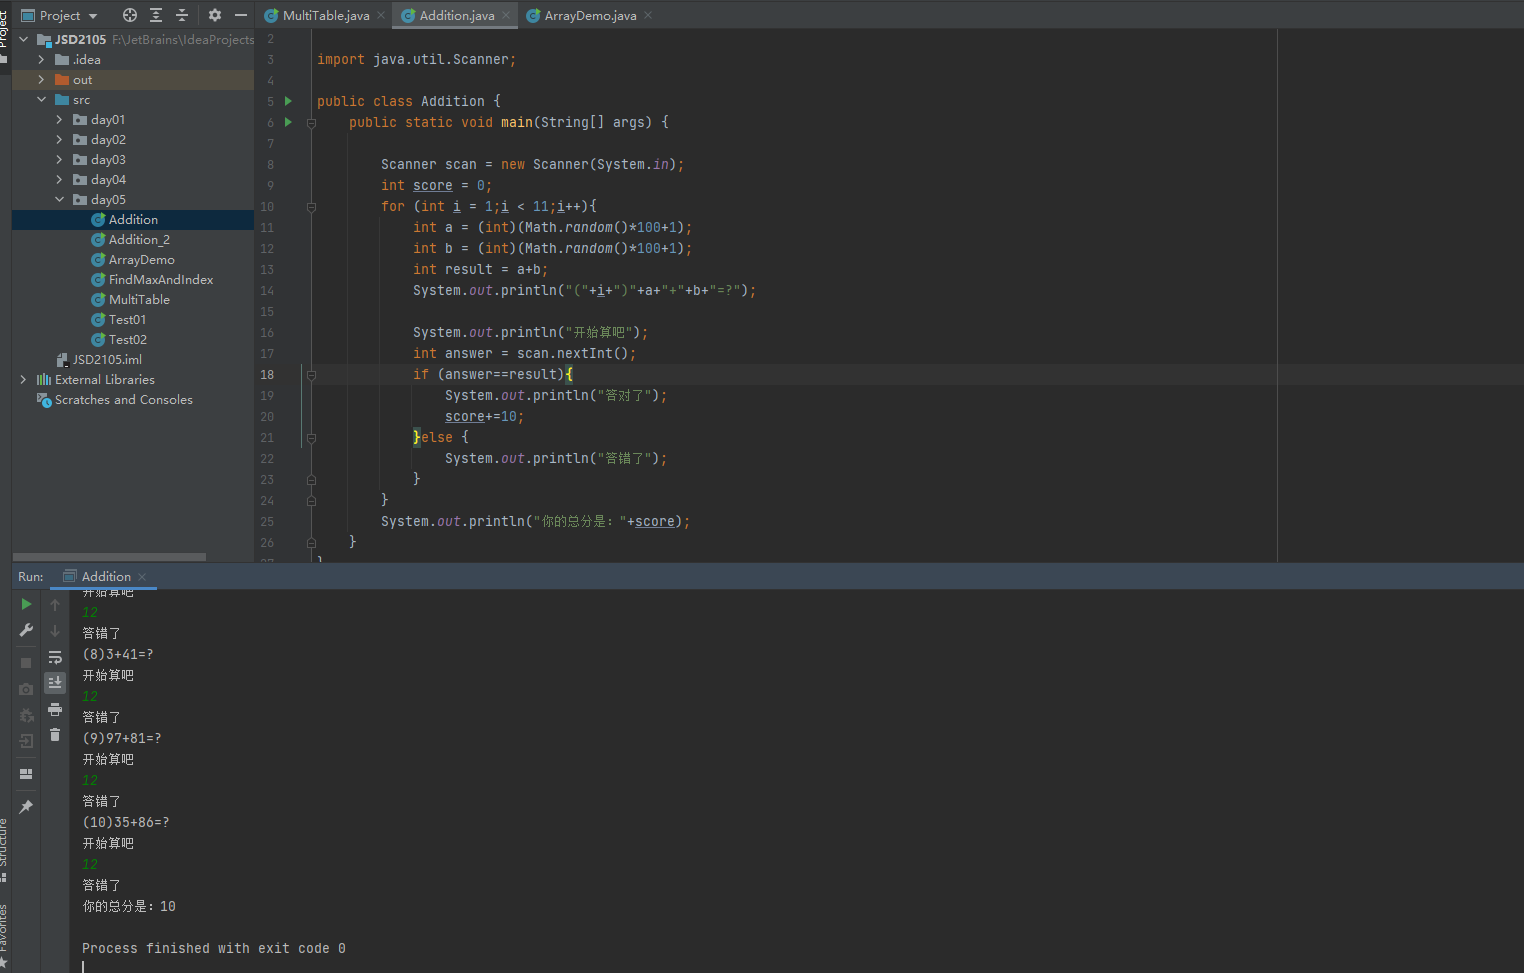 Project
MultiTable.java
Addition.java
ArrayDemo.java
Project
JSD2105 F:\JetBrains\IdeaProjects
.idea
out
src
day01
day02
day03
day04
day05
Addition
Addition_2
ArrayDemo
FindMaxAndIndex
MultiTable
Test01
Test02
JSD2105.iml
External Libraries
Scratches and Consoles
2
3 import java.util.Scanner;
4
5 public class Addition {
6 public static void main(String[] args) {
7
8 Scanner scan = new Scanner(System.in);
9 int score = 0;
10 for (int i = 1;i < 11;i++){
11 int a = (int)(Math.random()*100+1);
12 int b = (int)(Math.random()*100+1);
13 int result = a+b;
14 System.out.println("("+i+")"+a+"+"+b+"=?");
15
16 System.out.println("开始算吧");
17 int answer = scan.nextInt();
18 if (answer==result){
19 System.out.println("答对了");
20 score+=10;
21 }else {
22 System.out.println("答错了");
23 }
24 }
25 System.out.println("你的总分是："+score);
26 }
27 }
Run: Addition
开始算吧
12
答错了
(8)3+41=?
开始算吧
12
答错了
(9)97+81=?
开始算吧
12
答错了
(10)35+86=?
开始算吧
12
答错了
你的总分是：10
Process finished with exit code 0
Structure
Favorites